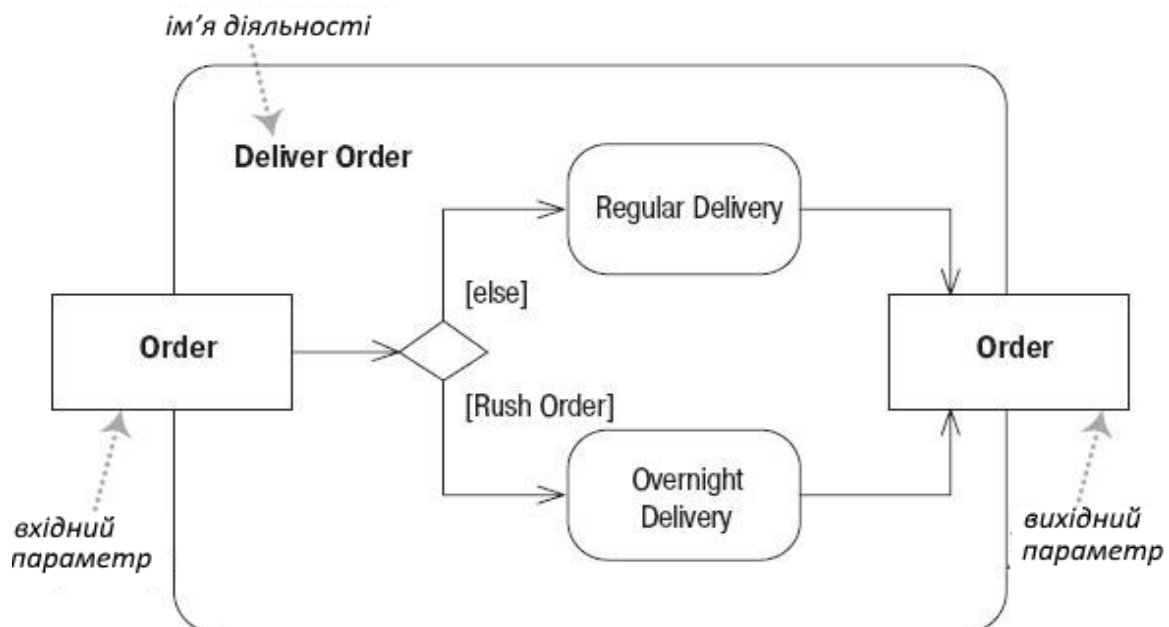 ім’я діяльності
Deliver Order
Regular Delivery
[else]
Order
Order
[Rush Order]
Overnight
Delivery
вхідний
параметр
вихідний
параметр